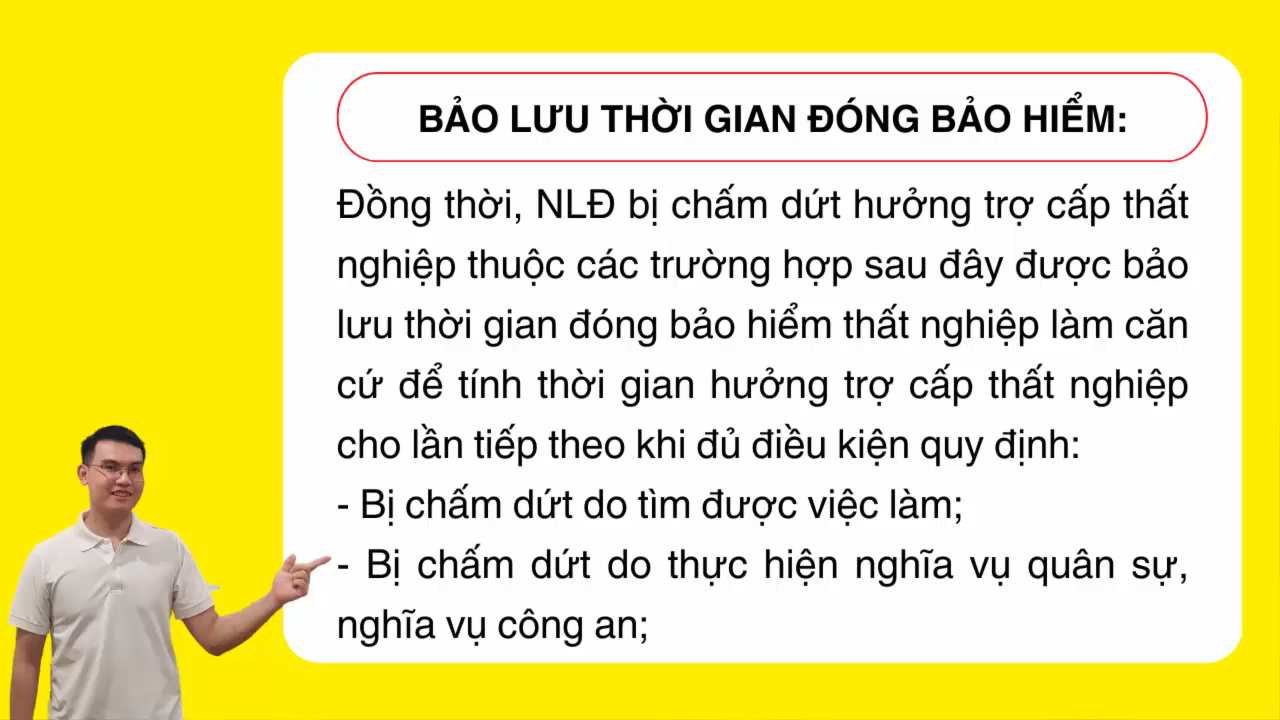 BẢO LƯU THỜI GIAN ĐÓNG BẢO HIỂM:
Đồng thời, NLĐ bị chấm dứt hưởng trợ cấp thất
nghiệp thuộc các trường hợp sau đây được bảo
lưu thời gian đóng bảo hiểm thất nghiệp làm căn
cứ để tính thời gian hưởng trợ cấp thất nghiệp
cho lần tiếp theo khi đủ điều kiện quy định:
- Bị chấm dứt do tìm được việc làm;
- Bị chấm dứt do thực hiện nghĩa vụ quân sự,
nghĩa vụ công an;